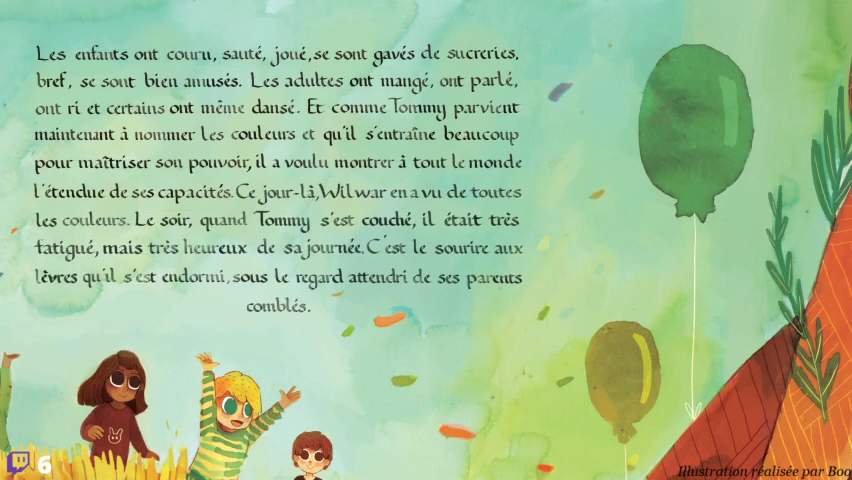 Les enfants ont couru, sauté, joué, se sont gavés de sucreries,
bref, se sont bien amusés. Les adultes ont mangé, ont parlé,
ont ri et certains ont même dansé. Et comme Tommy parvient
maintenant à nommer les couleurs et qu'il s'entraîne beaucoup
pour maîtriser son pouvoir, il a voulu montrer à tout le monde
l'étendue de ses capacités. Ce jour-là, Wilwar en a vu de toutes
les couleurs. Le soir, quand Tommy s'est couché, il était très
fatigué, mais très heureux de sa journée. C'est le sourire aux
lèvres qu'il s'est endormi, sous le regard attendri de ses parents
comblés.
6
Illustration réalisée par Boo